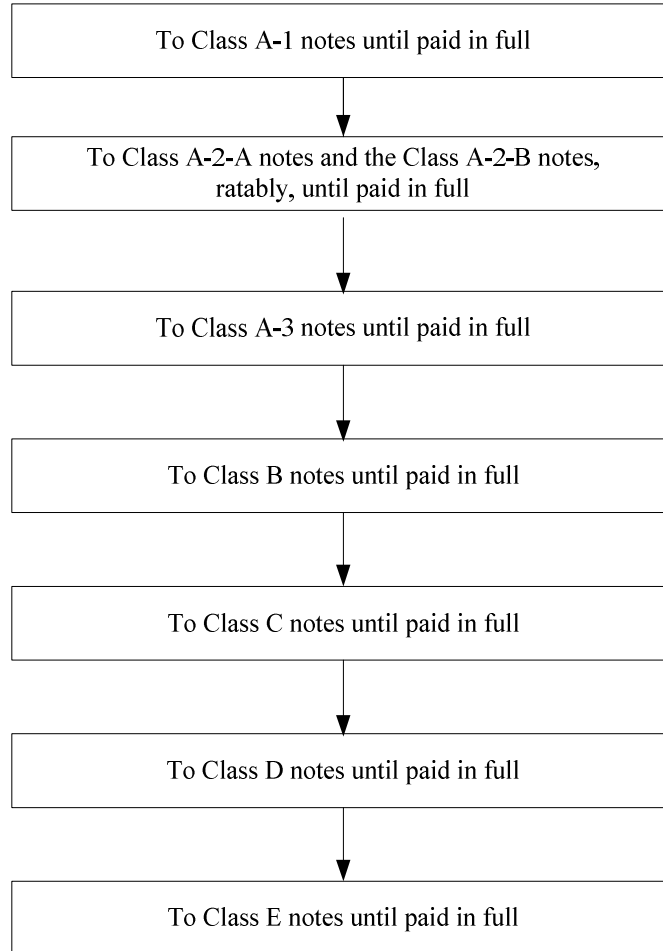 To Class A-1 notes until paid in full
To Class A-2-A notes and the Class A-2-B notes,
ratably, until paid in full
To Class A-3 notes until paid in full
To Class B notes until paid in full
To Class C notes until paid in full
To Class D notes until paid in full
To Class E notes until paid in full